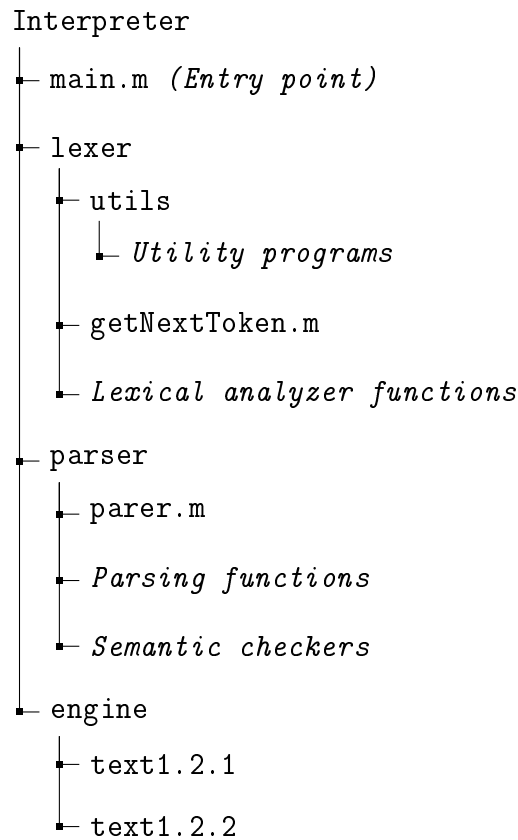 Interpreter
main.m (Entry point)
lexer
utils
Utility programs
getNextToken.m
Lexical analyzer functions
parser
parer.m
Parsing functions
Semantic checkers
engine
text1.2.1
text1.2.2